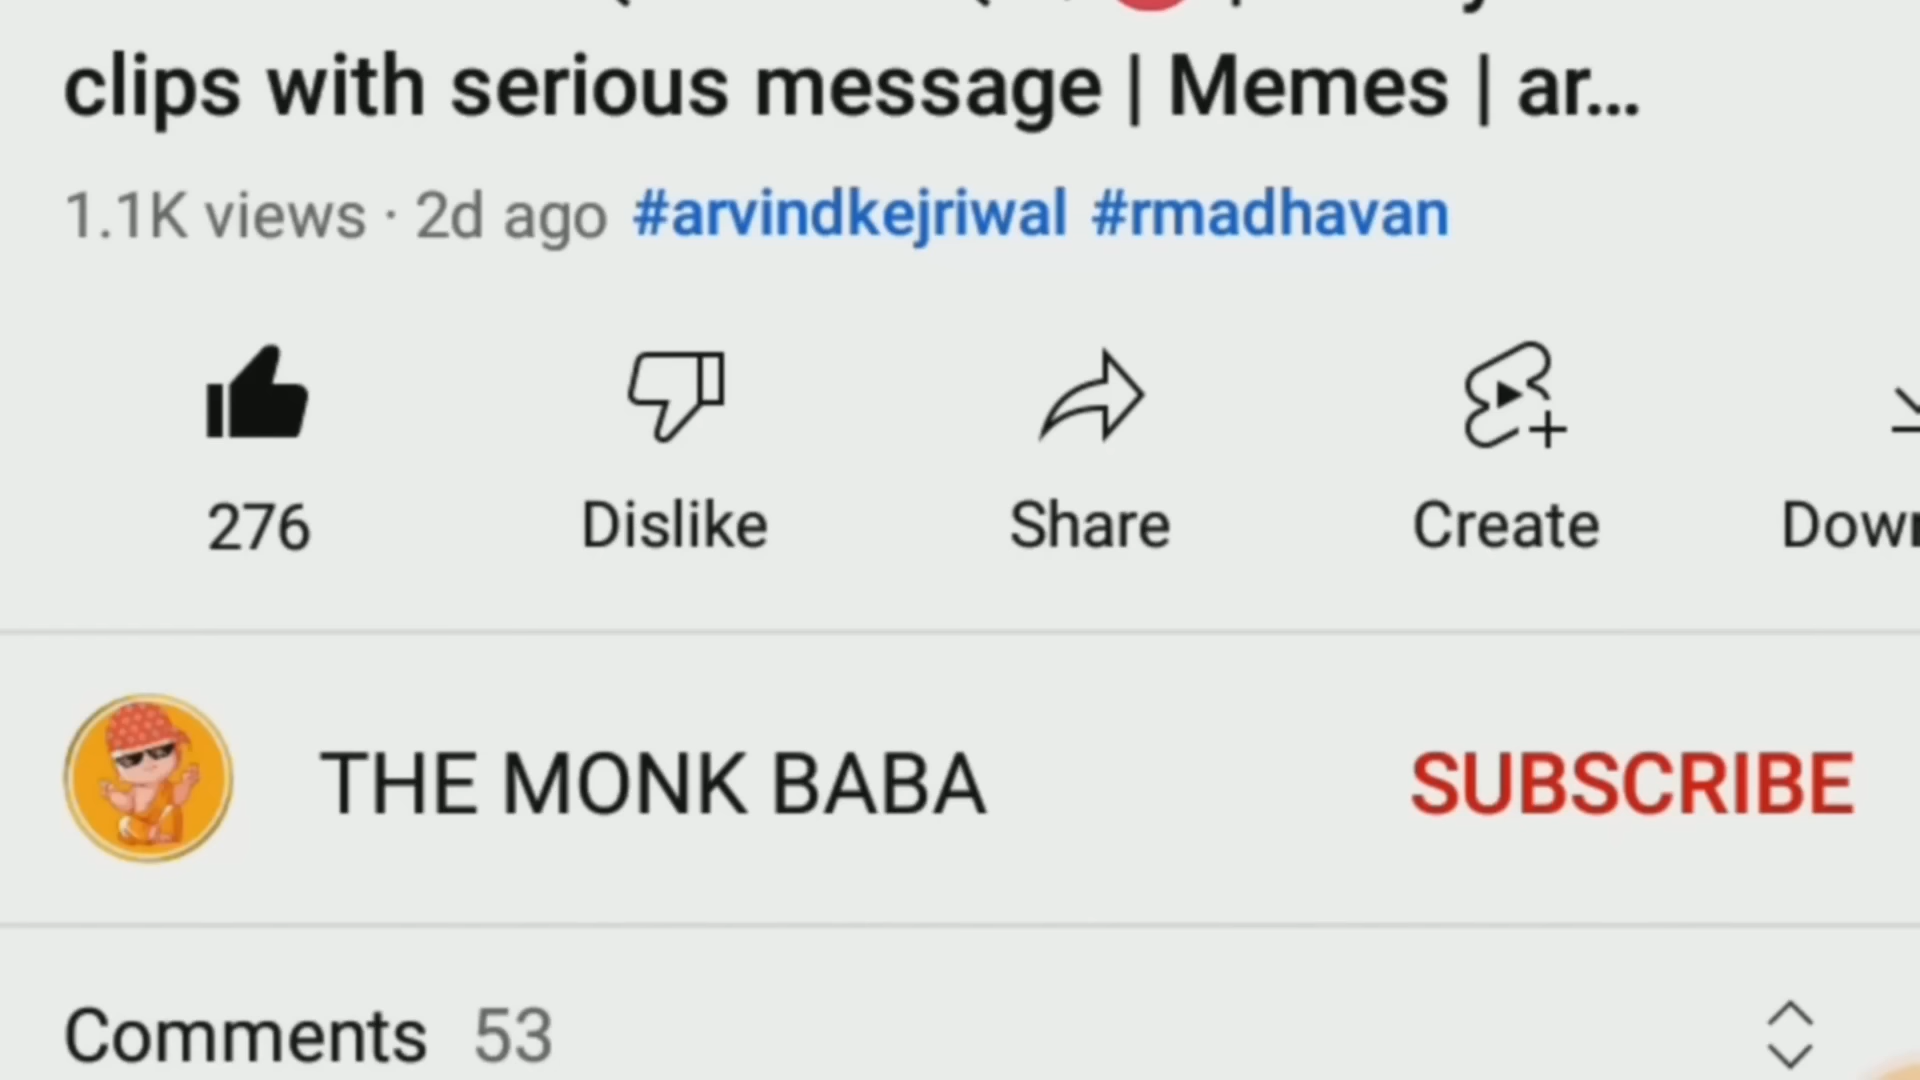 clips with serious message | Memes | ar...
1.1K views · 2d ago #arvindkejriwal #rmadhavan
276 Dislike Share Create
THE MONK BABA SUBSCRIBE
Comments 53